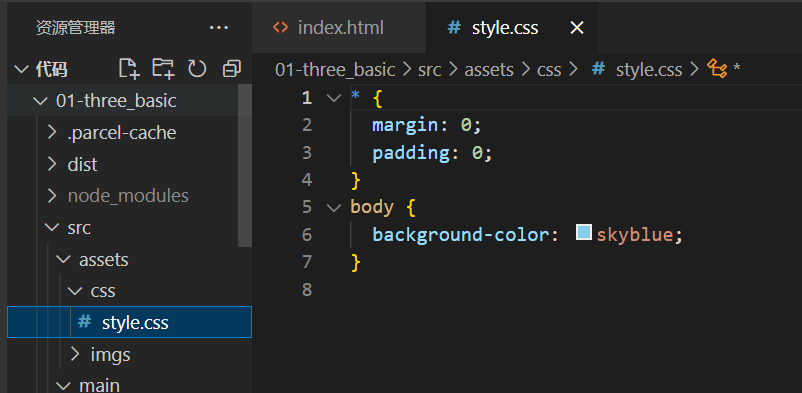 资源管理器 ···
代码
01-three_basic
.parcel-cache
dist
node_modules
src
assets
css
# style.css
imgs
main
<> index.html
# style.css ×
01-three_basic > src > assets > css > # style.css > *
1 * {
2 margin: 0;
3 padding: 0;
4 }
5 body {
6 background-color: skyblue;
7 }
8